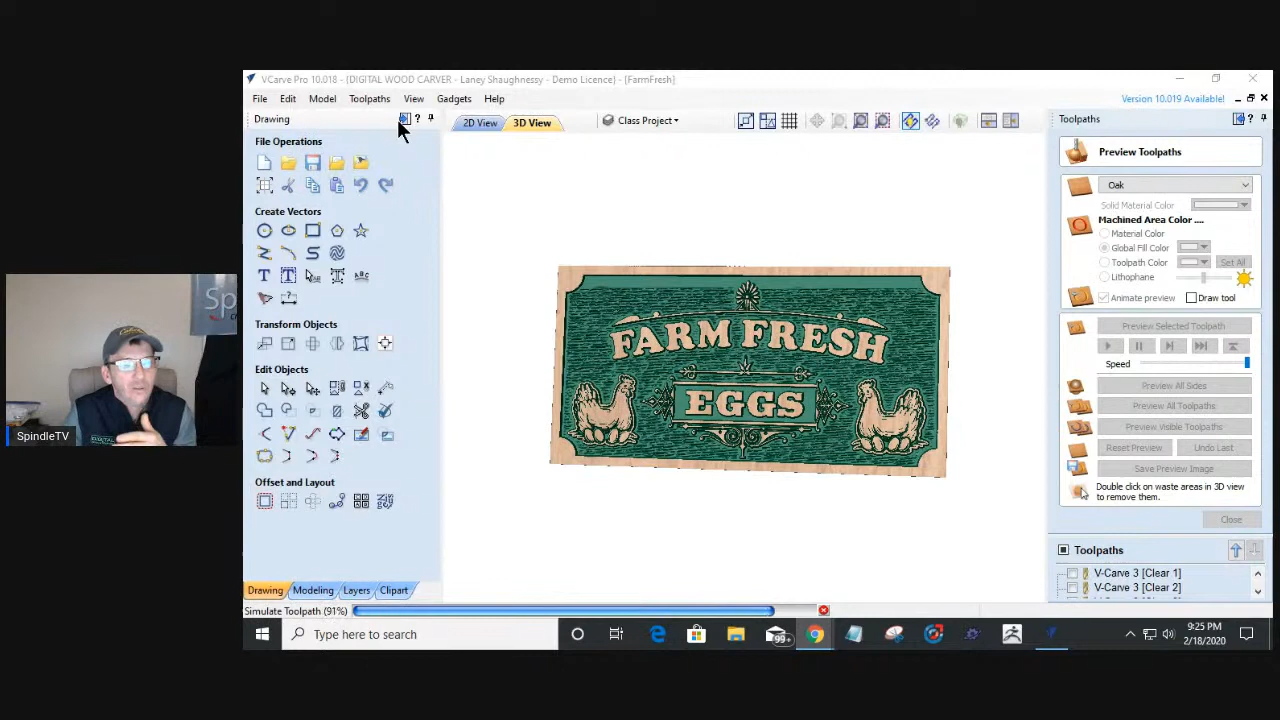 VCarve Pro 10.018 - {DIGITAL WOOD CARVER - Laney Shaughnessy - Demo Licence} - [FarmFresh]
File Edit Model Toolpaths View Gadgets Help
Version 10.019 Available!
Drawing
?
2D View
3D View
Class Project
Toolpaths
?
File Operations
Create Vectors
Transform Objects
Edit Objects
Offset and Layout
Drawing Modeling Layers Clipart
Simulate Toolpath (91%)
FARM FRESH
EGGS
Preview Toolpaths
Oak
Solid Material Color
Machined Area Color ....
Material Color
Global Fill Color
Toolpath Color
Set All
Lithophane
Animate preview
Draw tool
Preview Selected Toolpath
Speed
Preview All Sides
Preview All Toolpaths
Preview Visible Toolpaths
Reset Preview
Undo Last
Save Preview Image
Double click on waste areas in 3D view
to remove them.
Close
Toolpaths
V-Carve 3 [Clear 1]
V-Carve 3 [Clear 2]
Sp
DIGITAL
SpindleTV
Type here to search
99+
9:25 PM
2/18/2020